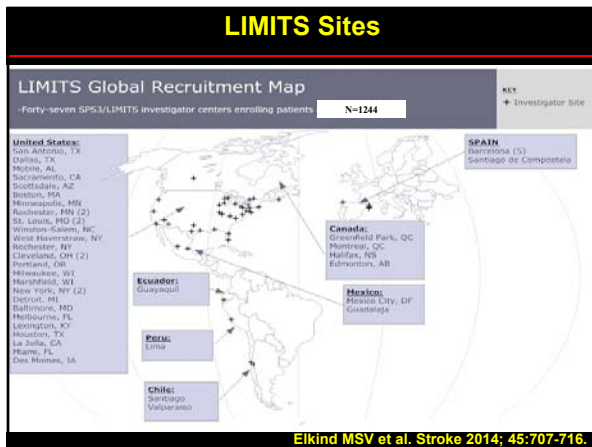 LIMITS Sites
LIMITS Global Recruitment Map
-Forty-seven SPS3/LIMITS investigator centers enrolling patients
N=1244
KEY
+ Investigator Site
United States:
San Antonio, TX
Dallas, TX
Mobile, AL
Sacramento, CA
Scottsdale, AZ
Boston, MA
Minneapolis, MN
Rochester, MN (2)
St. Louis, MO (2)
Winston-Salem, NC
West Haverstraw, NY
Rochester, NY
Cleveland, OH (2)
Portland, OR
Milwaukee, WI
Marshfield, WI
New York, NY (2)
Detroit, MI
Baltimore, MD
Melbourne, FL
Lexington, KY
Houston, TX
La Jolla, CA
Miami, FL
Des Moines, IA
SPAIN
Barcelona (5)
Santiago de Compostela
Canada:
Greenfield Park, QC
Montreal, QC
Halifax, NS
Edmonton, AB
Ecuador:
Guayaquil
Mexico:
Mexico City, DF
Guadalaja
Peru:
Lima
Chile:
Santiago
Valparaiso
Elkind MSV et al. Stroke 2014; 45:707-716.